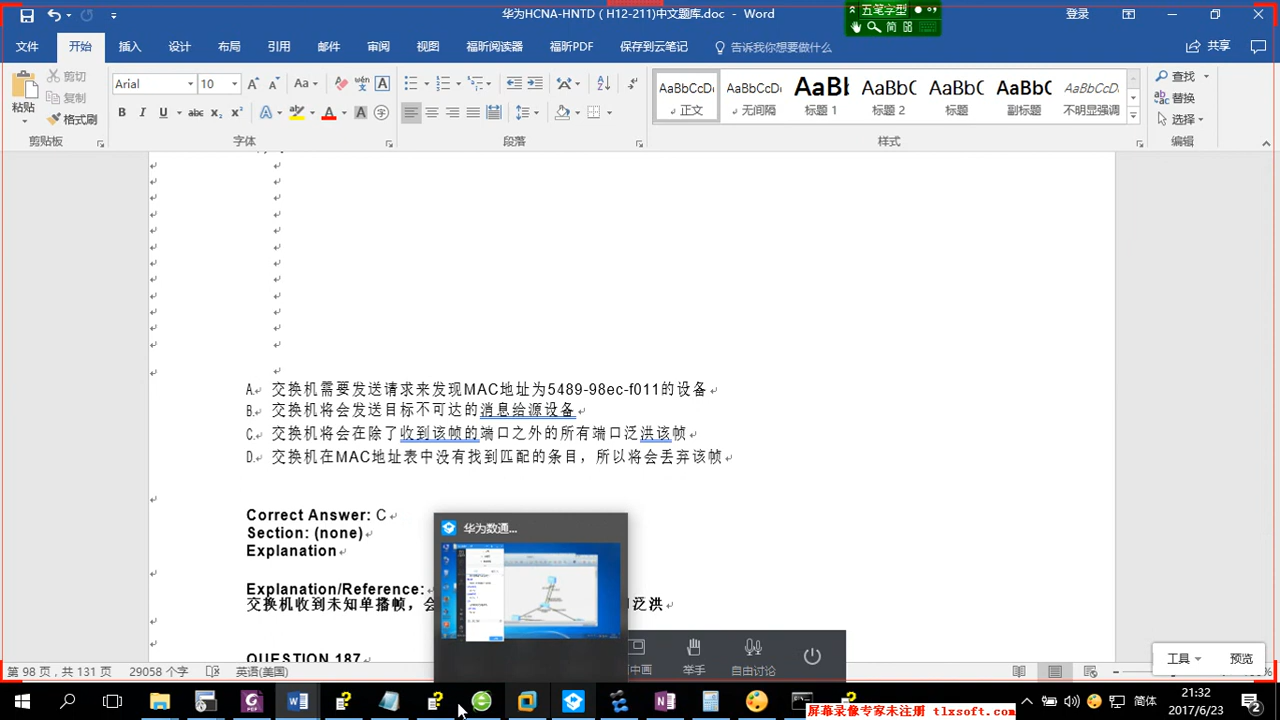 华为HCNA-HNTD ( H12-211)中文题库.doc - Word
五笔字型
简
登录
文件
开始
插入
设计
布局
引用
邮件
审阅
视图
福昕阅读器
福昕PDF
保存到云笔记
告诉我你想要做什么
共享
粘贴
剪切
复制
格式刷
Arial
10
AaBbCcDi
正文
AaBbCcDi
无间隔
AaBl
标题 1
AaBbC
标题 2
AaBbC
标题
AaBbC
副标题
AaBbCcDi
不明显强调
查找
替换
选择
剪贴板
字体
段落
样式
编辑
A. 交换机需要发送请求来发现MAC地址为5489-98ec-f011的设备
B. 交换机将会发送目标不可达的消息给源设备
C. 交换机将会在除了收到该帧的端口之外的所有端口泛洪该帧
D. 交换机在MAC地址表中没有找到匹配的条目，所以将会丢弃该帧
Correct Answer: C
Section: (none)
Explanation
Explanation/Reference:
交换机收到未知单播帧，会
泛洪
QUESTION 187
华为数通...
中画
举手
自由讨论
工具
预览
第 98 页，共 131 页
29058 个字
英语(美国)
简体
21:32
2017/6/23
屏幕录像专家未注册 tlxsoft.com